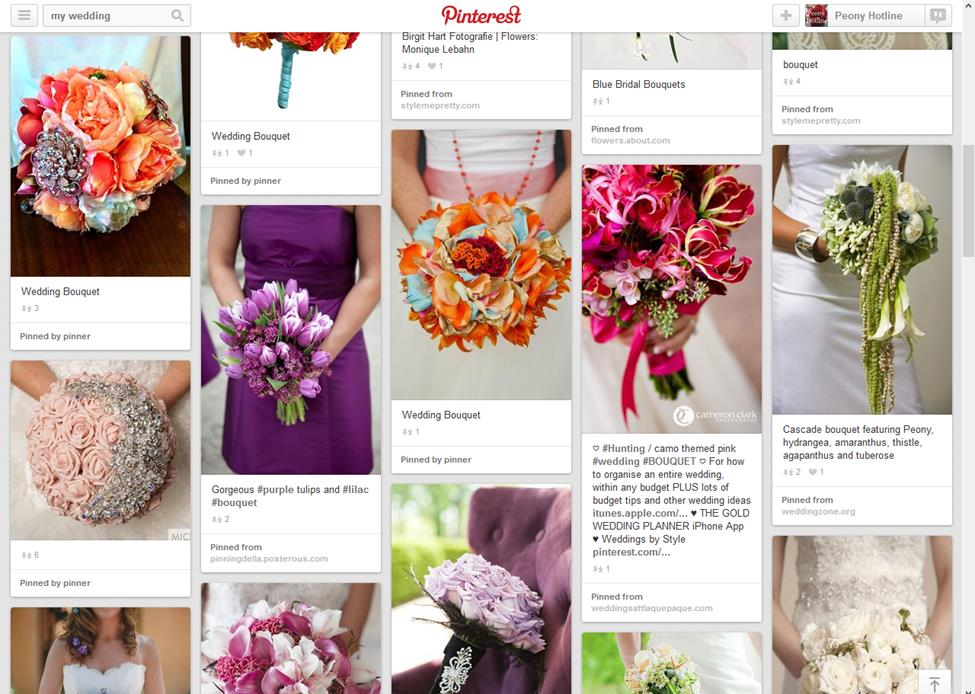 my wedding
Pinterest
Peony Hotline
Peony
Hotline
Wedding Bouquet
3
Pinned by pinner
6
Pinned by pinner
Wedding Bouquet
1 1
Pinned by pinner
Gorgeous #purple tulips and #lilac
#bouquet
2
Pinned from
pinningdella.posterous.com
Birgit Hart Fotografie | Flowers:
Monique Lebahn
4 1
Pinned from
stylemepretty.com
Wedding Bouquet
1
Pinned by pinner
Blue Bridal Bouquets
1
Pinned from
flowers.about.com
cameron clark
PHOTOGRAPHY
♡ #Hunting / camo themed pink
#wedding #BOUQUET ♡ For how
to organise an entire wedding,
within any budget PLUS lots of
budget tips and other wedding ideas
itunes.apple.com/... ♥ THE GOLD
WEDDING PLANNER iPhone App
♥ Weddings by Style
pinterest.com/...
1
Pinned from
weddingsattlaquepaque.com
bouquet
4
Pinned from
stylemepretty.com
Cascade bouquet featuring Peony,
hydrangea, amaranthus, thistle,
agapanthus and tuberose
2 1
Pinned from
weddingzone.org